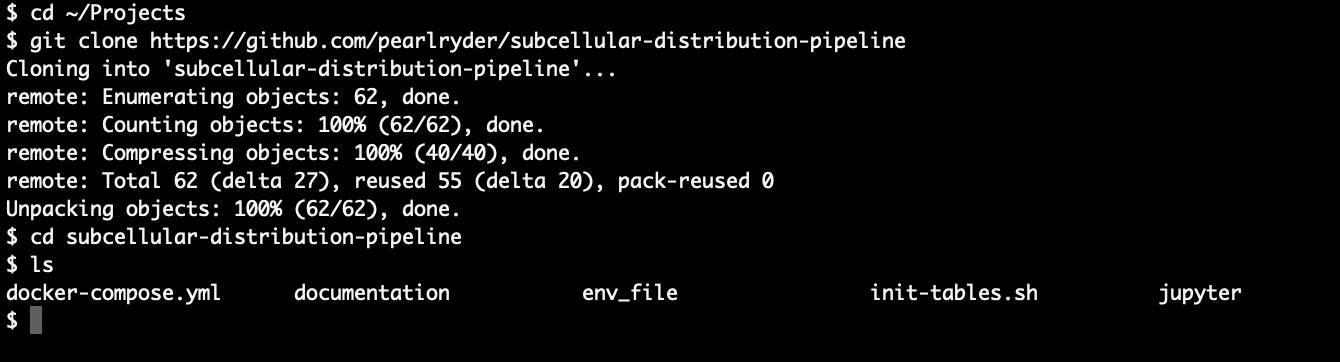 $ cd ~/Projects
$ git clone https://github.com/pearlryder/subcellular-distribution-pipeline
Cloning into 'subcellular-distribution-pipeline'...
remote: Enumerating objects: 62, done.
remote: Counting objects: 100% (62/62), done.
remote: Compressing objects: 100% (40/40), done.
remote: Total 62 (delta 27), reused 55 (delta 20), pack-reused 0
Unpacking objects: 100% (62/62), done.
$ cd subcellular-distribution-pipeline
$ ls
docker-compose.yml documentation env_file init-tables.sh jupyter
$